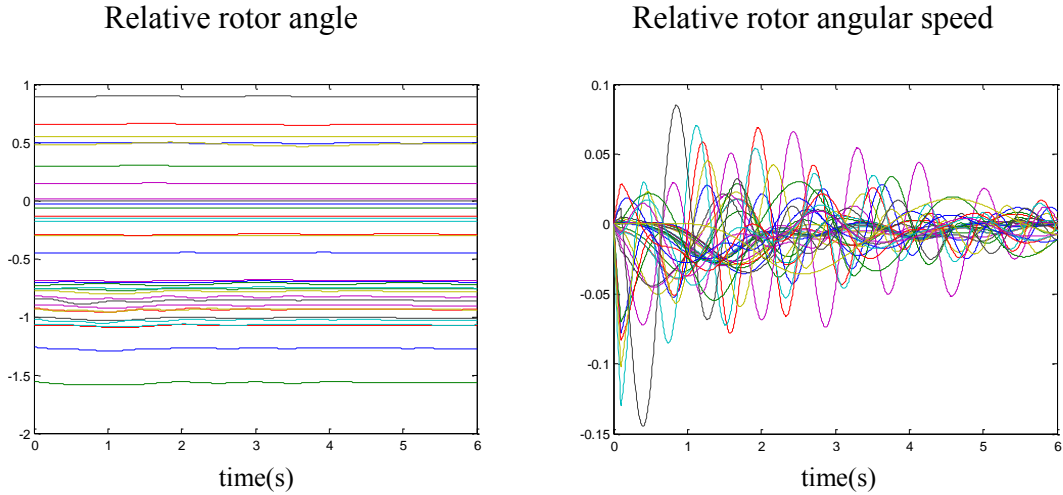 Relative rotor angle
Relative rotor angular speed
1
0.5
0
-0.5
-1
-1.5
-2
0 1 2 3 4 5 6
time(s)
0.1
0.05
0
-0.05
-0.1
-0.15
0 1 2 3 4 5 6
time(s)